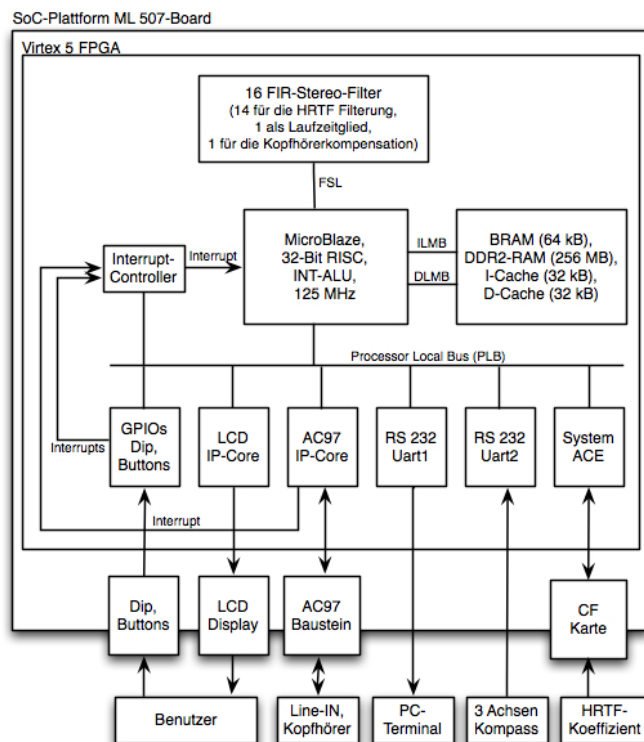 SoC-Plattform ML 507-Board
Virtex 5 FPGA
16 FIR-Stereo-Filter
(14 für die HRTF Filterung,
1 als Laufzeitglied,
1 für die Kopfhörerkompensation)
FSL
Interrupt-
Controller
Interrupt
MicroBlaze,
32-Bit RISC,
INT-ALU,
125 MHz
ILMB
DLMB
BRAM (64 kB),
DDR2-RAM (256 MB),
I-Cache (32 kB),
D-Cache (32 kB)
Processor Local Bus (PLB)
Interrupts
GPIOs
Dip,
Buttons
LCD
IP-Core
AC97
IP-Core
RS 232
Uart1
RS 232
Uart2
System
ACE
Interrupt
Dip,
Buttons
LCD
Display
AC97
Baustein
CF
Karte
Benutzer
Line-IN,
Kopfhörer
PC-
Terminal
3 Achsen
Kompass
HRTF-
Koeffizient